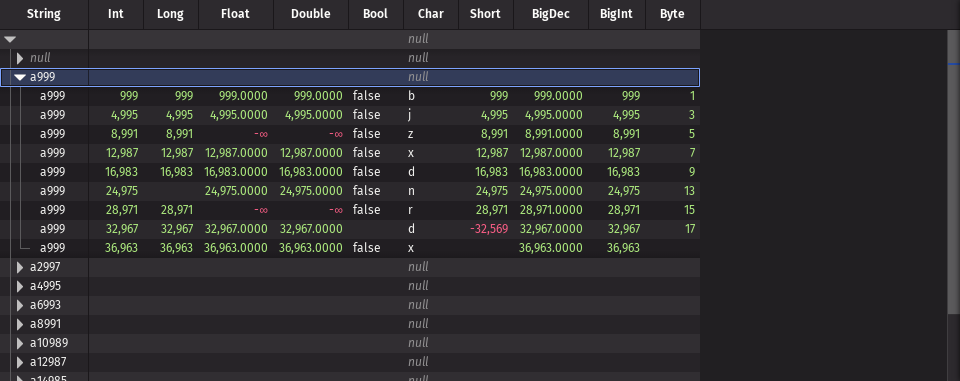 String Int Long Float Double Bool Char Short BigDec BigInt Byte
null
null null
a999 null
a999 999 999 999.0000 999.0000 false b 999 999.0000 999 1
a999 4,995 4,995 4,995.0000 4,995.0000 false j 4,995 4,995.0000 4,995 3
a999 8,991 8,991 -∞ -∞ false z 8,991 8,991.0000 8,991 5
a999 12,987 12,987 12,987.0000 12,987.0000 false x 12,987 12,987.0000 12,987 7
a999 16,983 16,983 16,983.0000 16,983.0000 false d 16,983 16,983.0000 16,983 9
a999 24,975 24,975.0000 24,975.0000 false n 24,975 24,975.0000 24,975 13
a999 28,971 28,971 -∞ -∞ false r 28,971 28,971.0000 28,971 15
a999 32,967 32,967 32,967.0000 32,967.0000 d -32,569 32,967.0000 32,967 17
a999 36,963 36,963 36,963.0000 36,963.0000 false x 36,963.0000 36,963
a2997 null
a4995 null
a6993 null
a8991 null
a10989 null
a12987 null
a14985 null